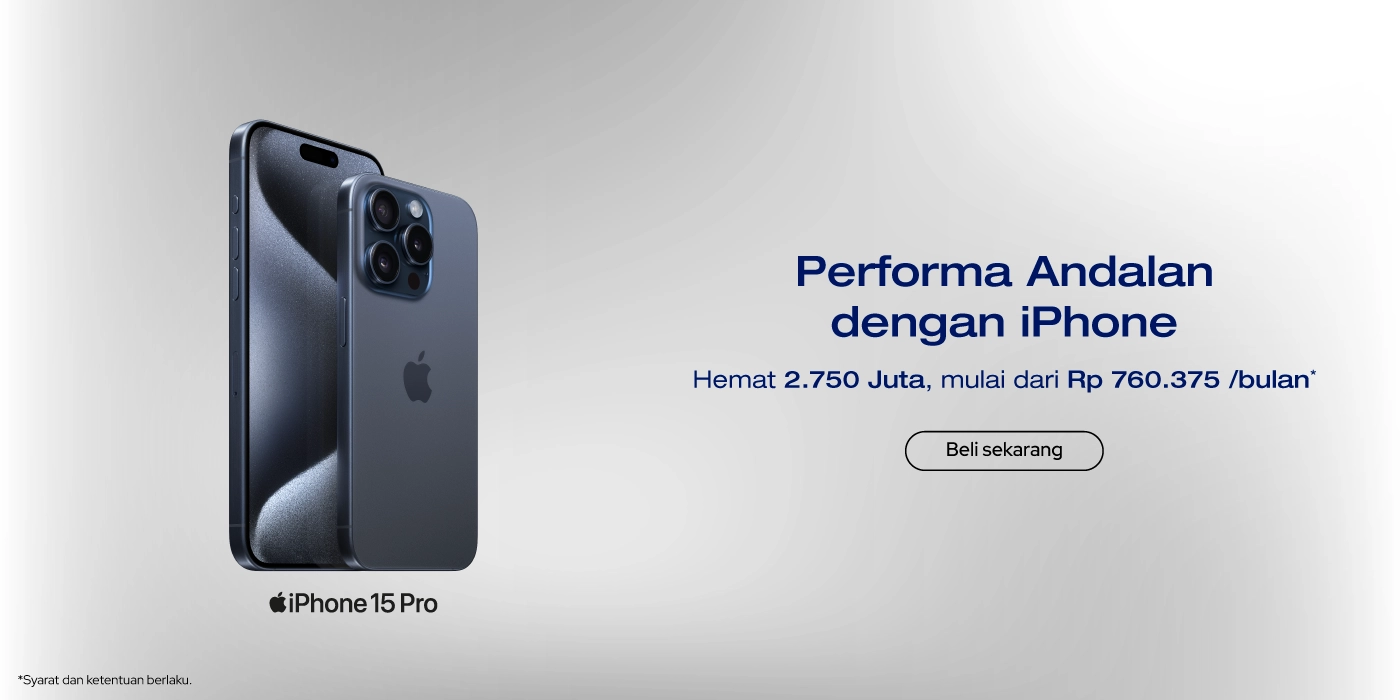 Performa Andalan
dengan iPhone
Hemat 2.750 Juta, mulai dari Rp 760.375 /bulan*
Beli sekarang
iPhone 15 Pro
*Syarat dan ketentuan berlaku.